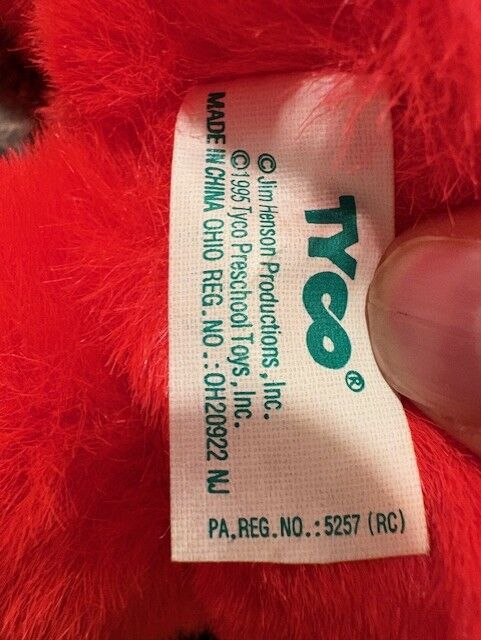 TYCO®
© Jim Henson Productions, Inc.
©1995 Tyco Preschool Toys, Inc.
MADE IN CHINA OHIO REG.NO.:OH20922 NJ
PA.REG.NO.:5257 (RC)